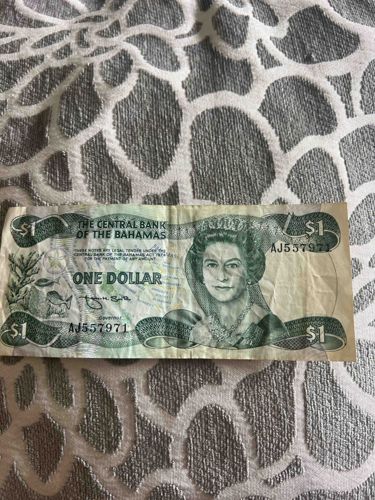 $1
THE CENTRAL BANK
OF THE BAHAMAS
$1
AJ557971
THESE NOTES ARE LEGAL TENDER UNDER THE
CENTRAL BANK OF THE BAHAMAS ACT 1974
FOR THE PAYMENT OF ANY AMOUNT.
ONE DOLLAR
Governor
$1
AJ557971
$1